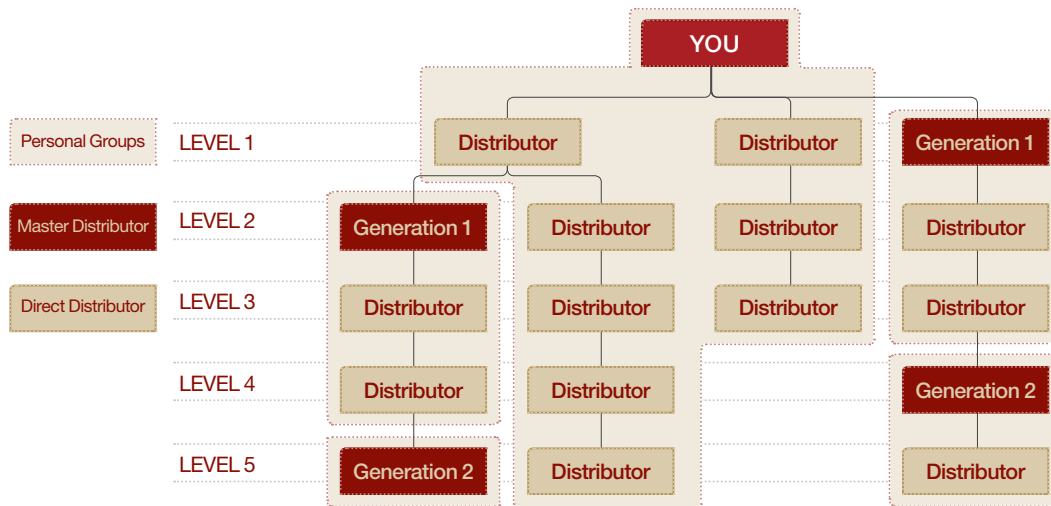 YOU
Personal Groups
LEVEL 1
Distributor
Distributor
Generation 1
Master Distributor
LEVEL 2
Generation 1
Distributor
Distributor
Distributor
Direct Distributor
LEVEL 3
Distributor
Distributor
Distributor
Distributor
LEVEL 4
Distributor
Distributor
Generation 2
LEVEL 5
Generation 2
Distributor
Distributor